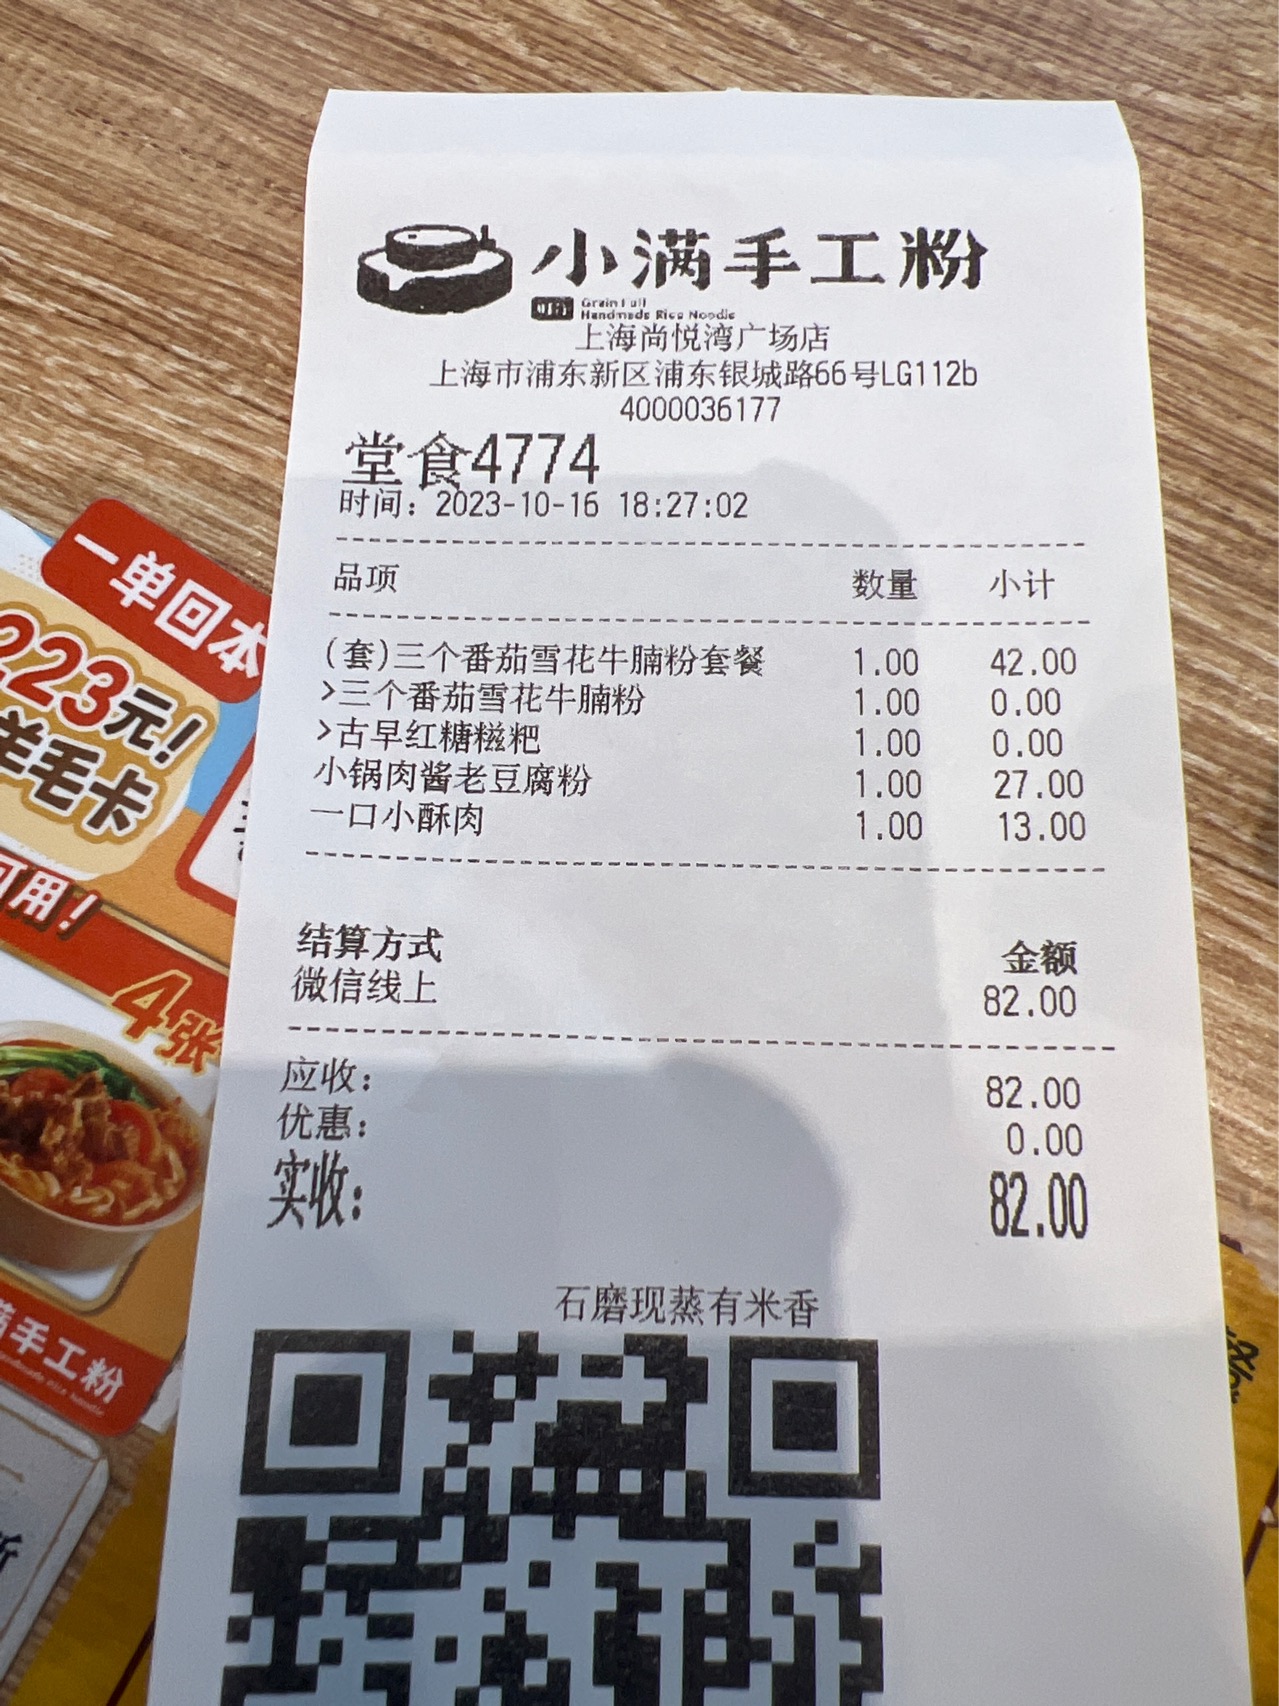 小满手工粉
Grain Full
Handmade Rice Noodle
上海尚悦湾广场店
上海市浦东新区浦东银城路66号LG112b
4000036177
堂食4774
时间：2023-10-16 18:27:02
品项 数量 小计
(套)三个番茄雪花牛腩粉套餐 1.00 42.00
>三个番茄雪花牛腩粉 1.00 0.00
>古早红糖糍粑 1.00 0.00
小锅肉酱老豆腐粉 1.00 27.00
一口小酥肉 1.00 13.00
结算方式 金额
微信线上 82.00
应收： 82.00
优惠： 0.00
实收： 82.00
石磨现蒸有米香
一单回本
223元!
羊毛卡
可用!
满手工粉